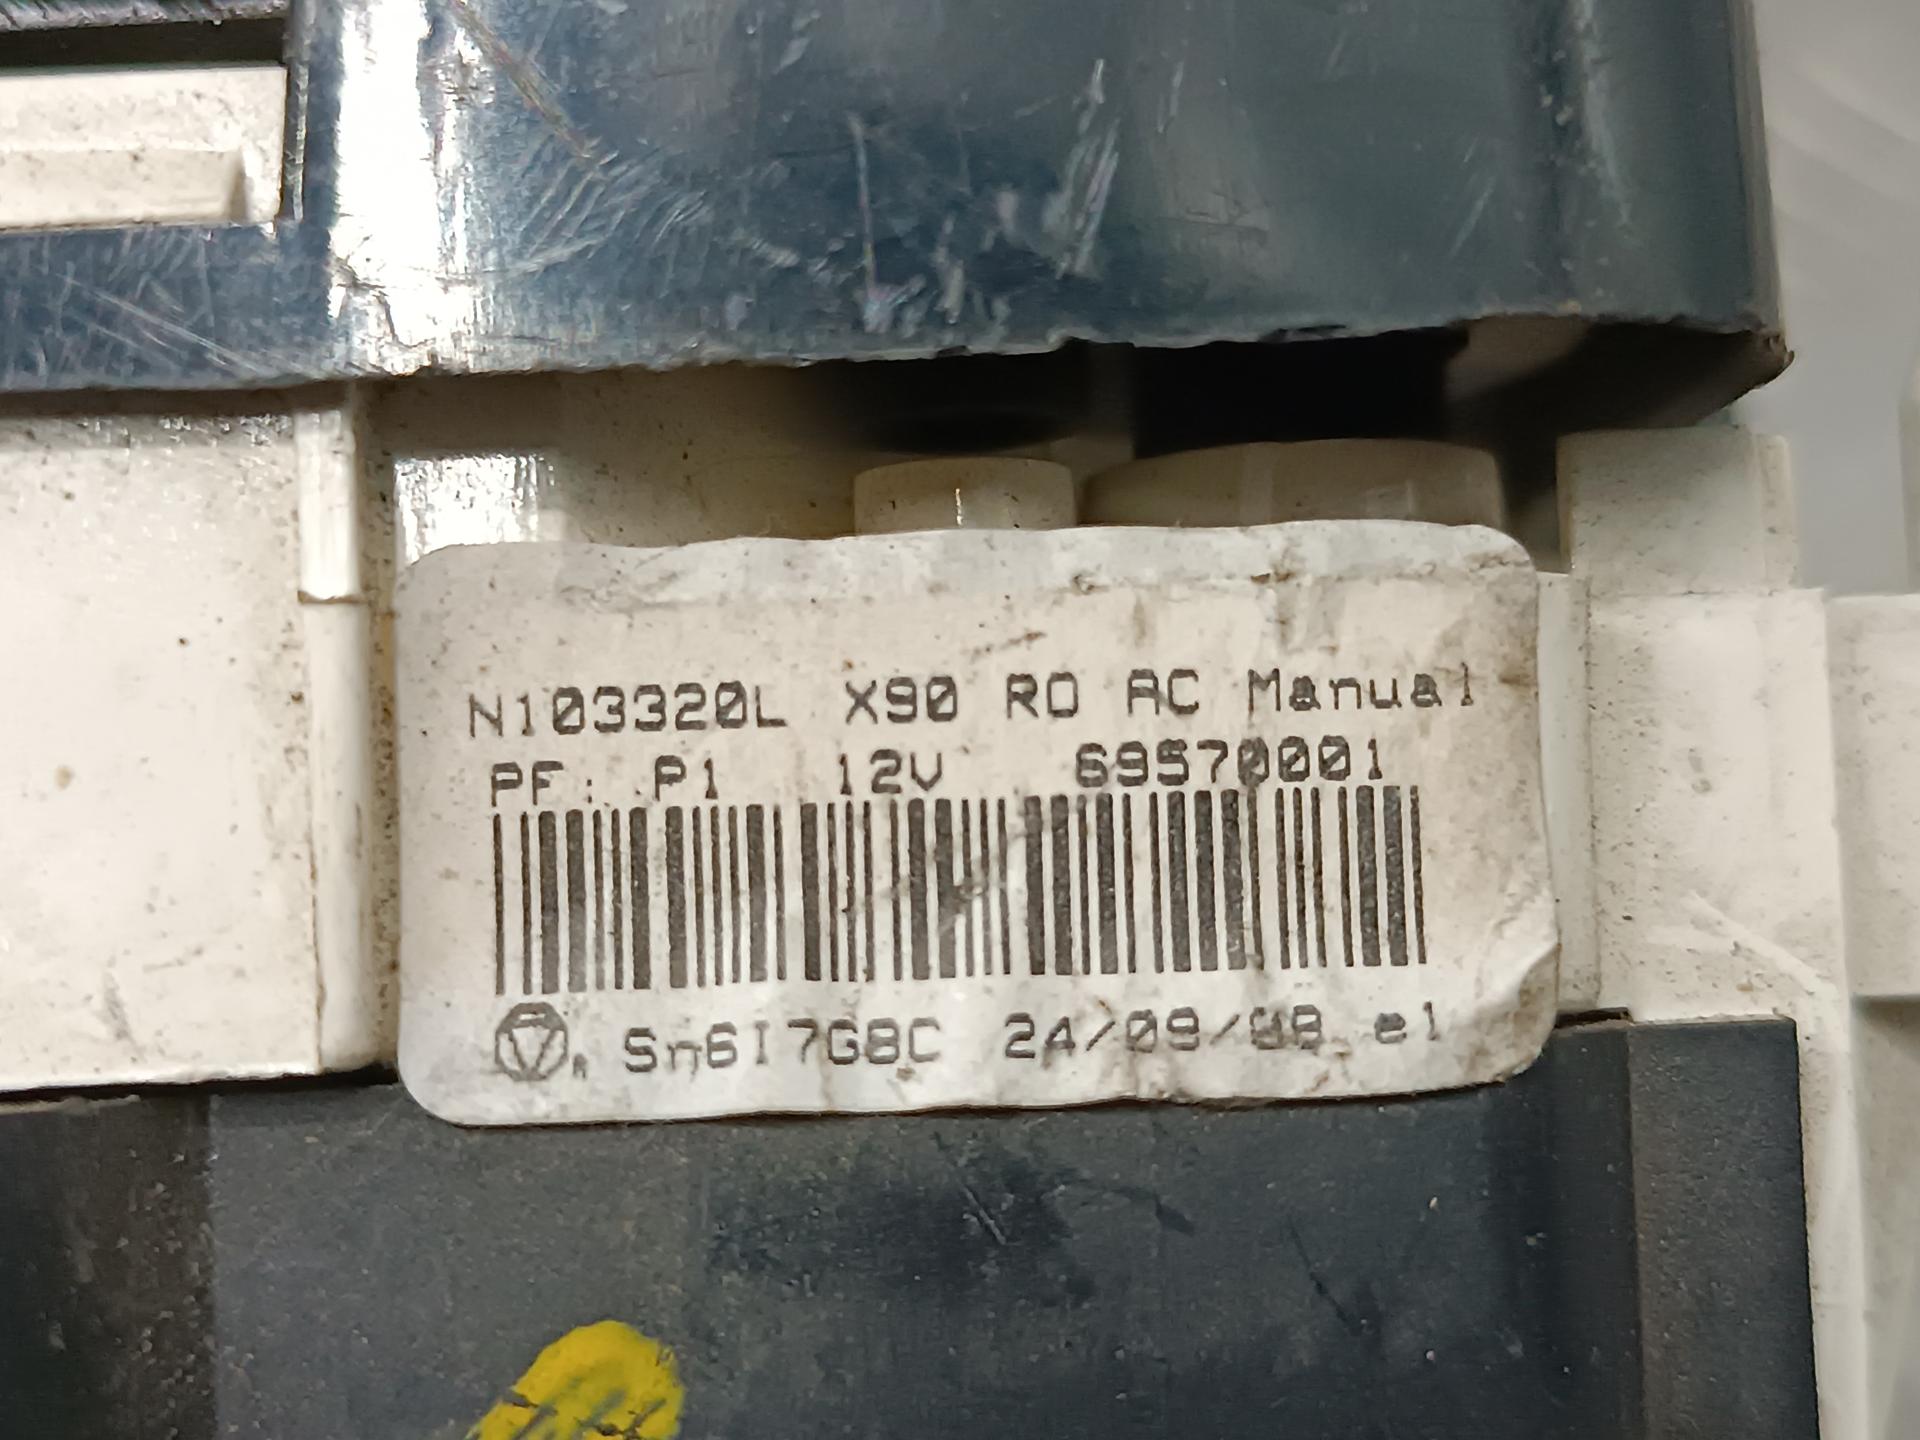 N103320L X90 RO AC Manual
PF: P1 12V 69570001
Sn6I7G8C 24/09/08 e1